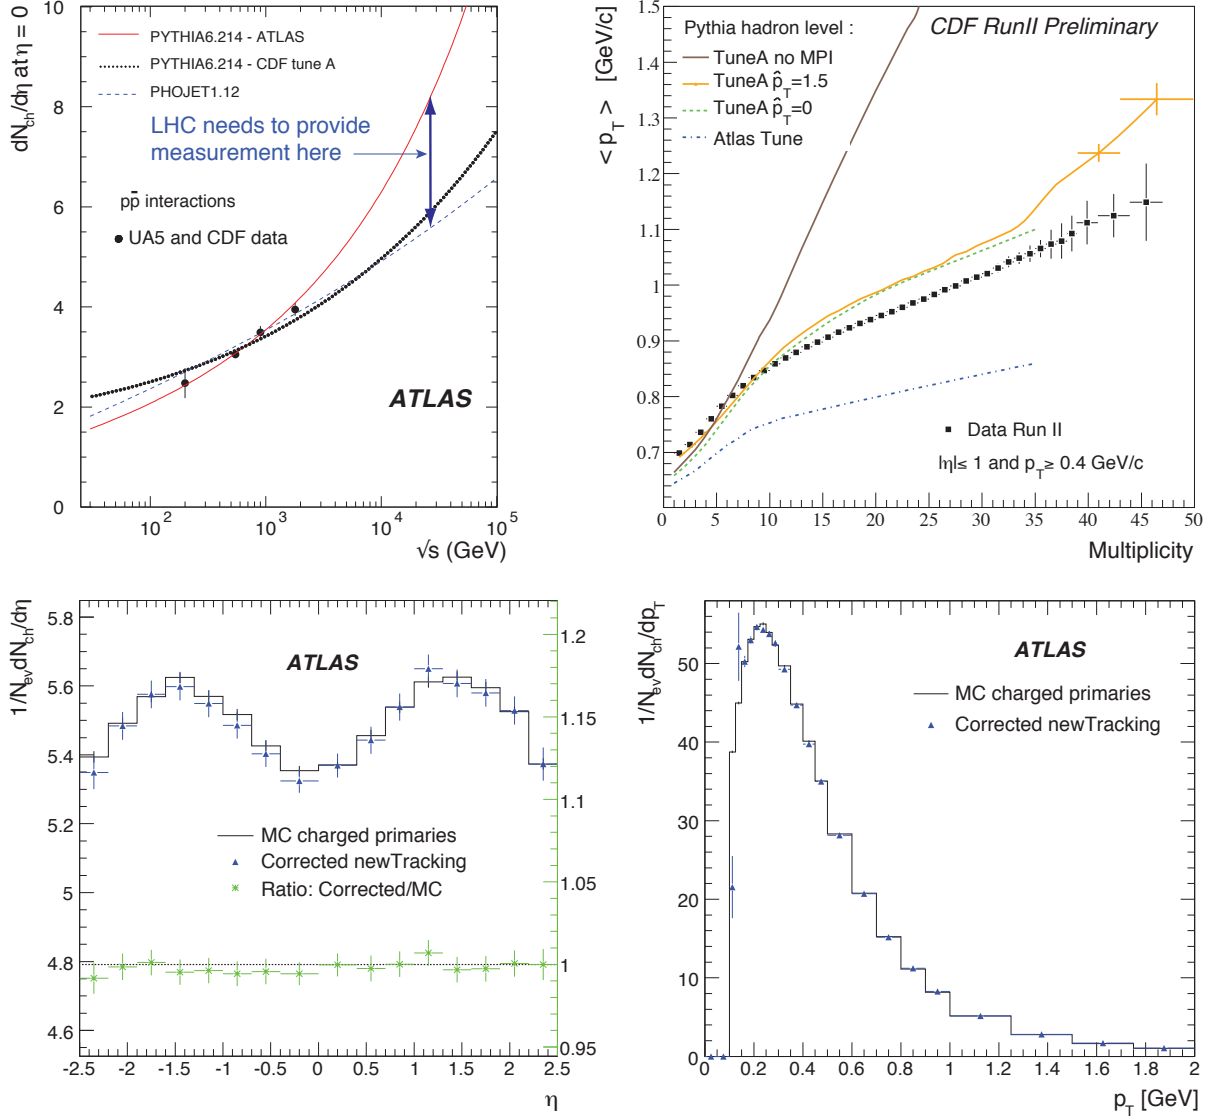 dN_ch/dη at η = 0
10
8
6
4
2
0
PYTHIA6.214 - ATLAS
PYTHIA6.214 - CDF tune A
PHOJET1.12
LHC needs to provide
measurement here
pp̄ interactions
UA5 and CDF data
ATLAS
10^2
10^3
10^4
10^5
√s (GeV)
< p_T > [GeV/c]
1.5
1.4
1.3
1.2
1.1
1
0.9
0.8
0.7
Pythia hadron level :
CDF RunII Preliminary
TuneA no MPI
TuneA p̂_T=1.5
TuneA p̂_T=0
Atlas Tune
Data Run II
|η|≤ 1 and p_T≥ 0.4 GeV/c
0 5 10 15 20 25 30 35 40 45 50
Multiplicity
1/N_ev dN_ch/dη
5.8
5.6
5.4
5.2
5
4.8
4.6
ATLAS
MC charged primaries
Corrected newTracking
Ratio: Corrected/MC
1.2
1.15
1.1
1.05
1
0.95
-2.5 -2 -1.5 -1 -0.5 0 0.5 1 1.5 2 2.5
η
1/N_ev dN_ch/dp_T
50
40
30
20
10
0
ATLAS
MC charged primaries
Corrected newTracking
0 0.2 0.4 0.6 0.8 1 1.2 1.4 1.6 1.8 2
p_T [GeV]